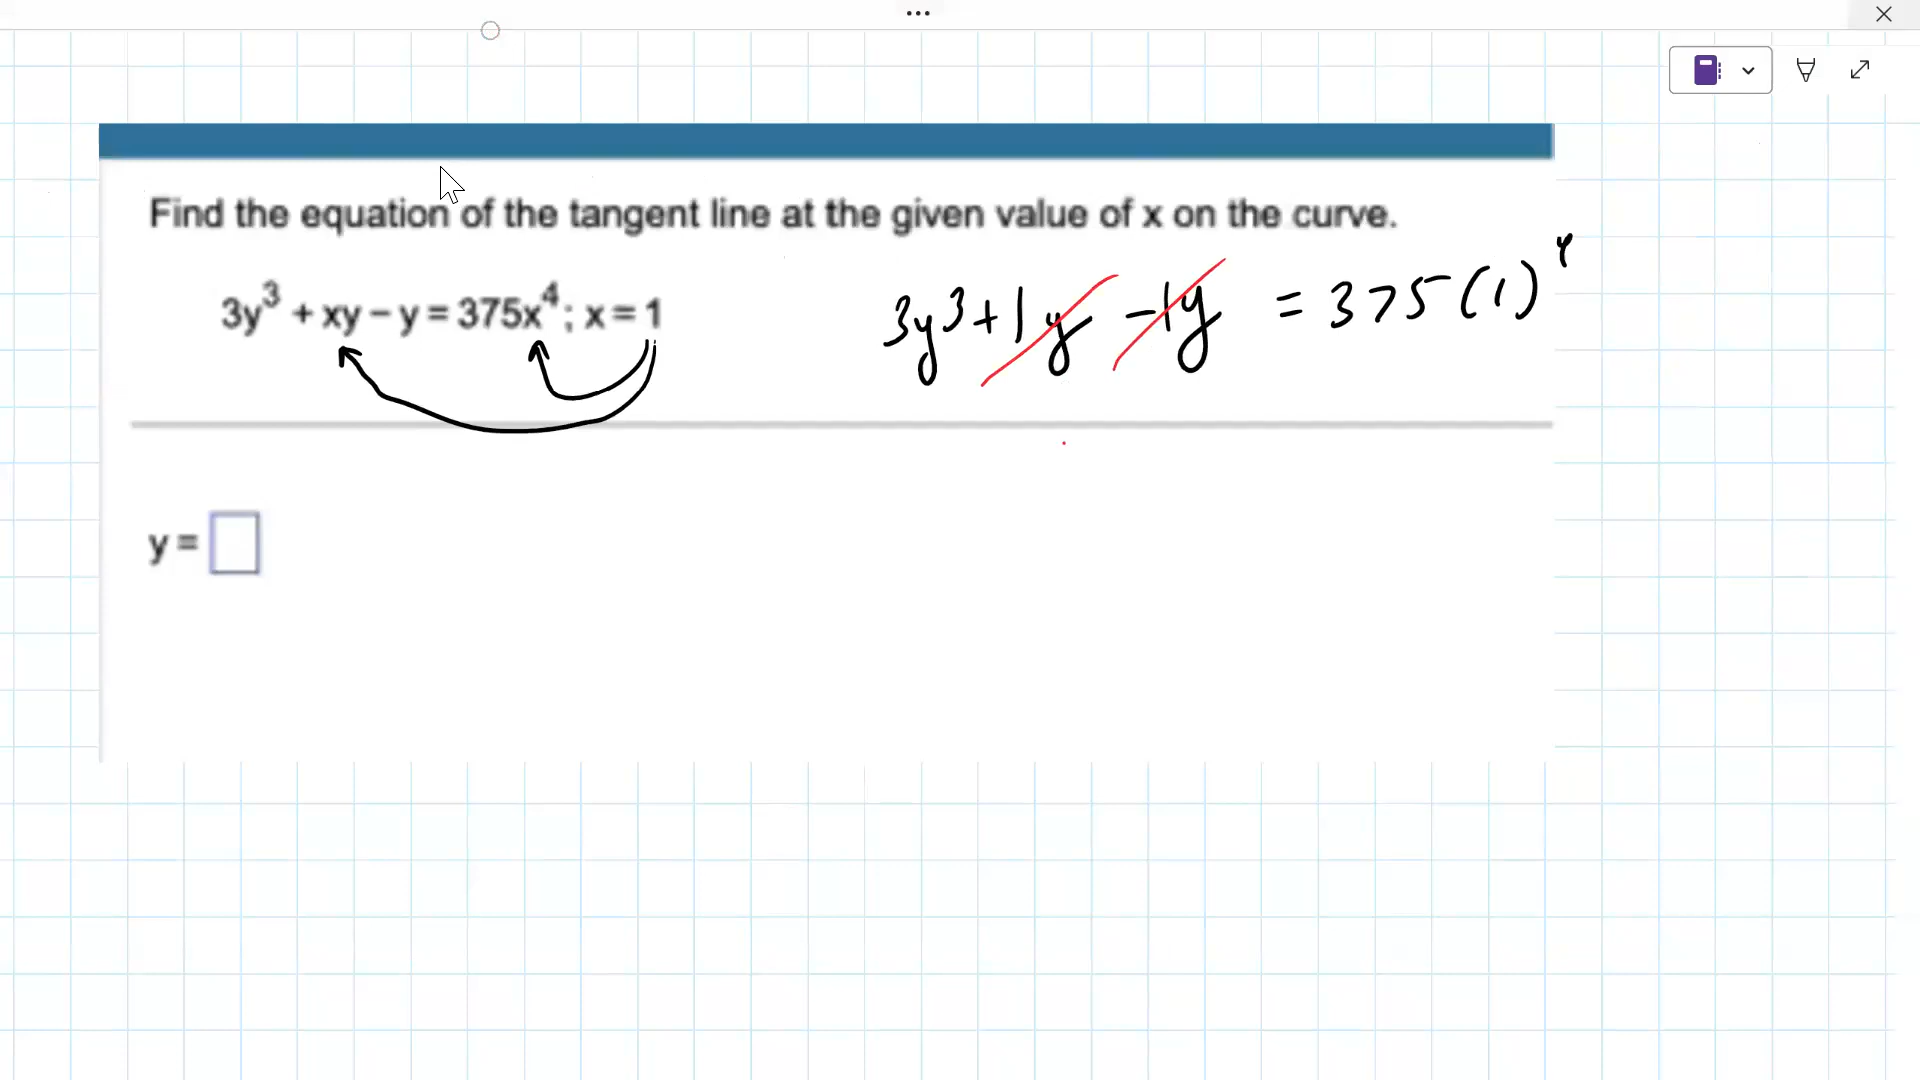 Find the equation of the tangent line at the given value of x on the curve.
3y³ + xy − y = 375x⁴; x = 1
3y³ + 1y − 1y = 375(1)⁴
y =